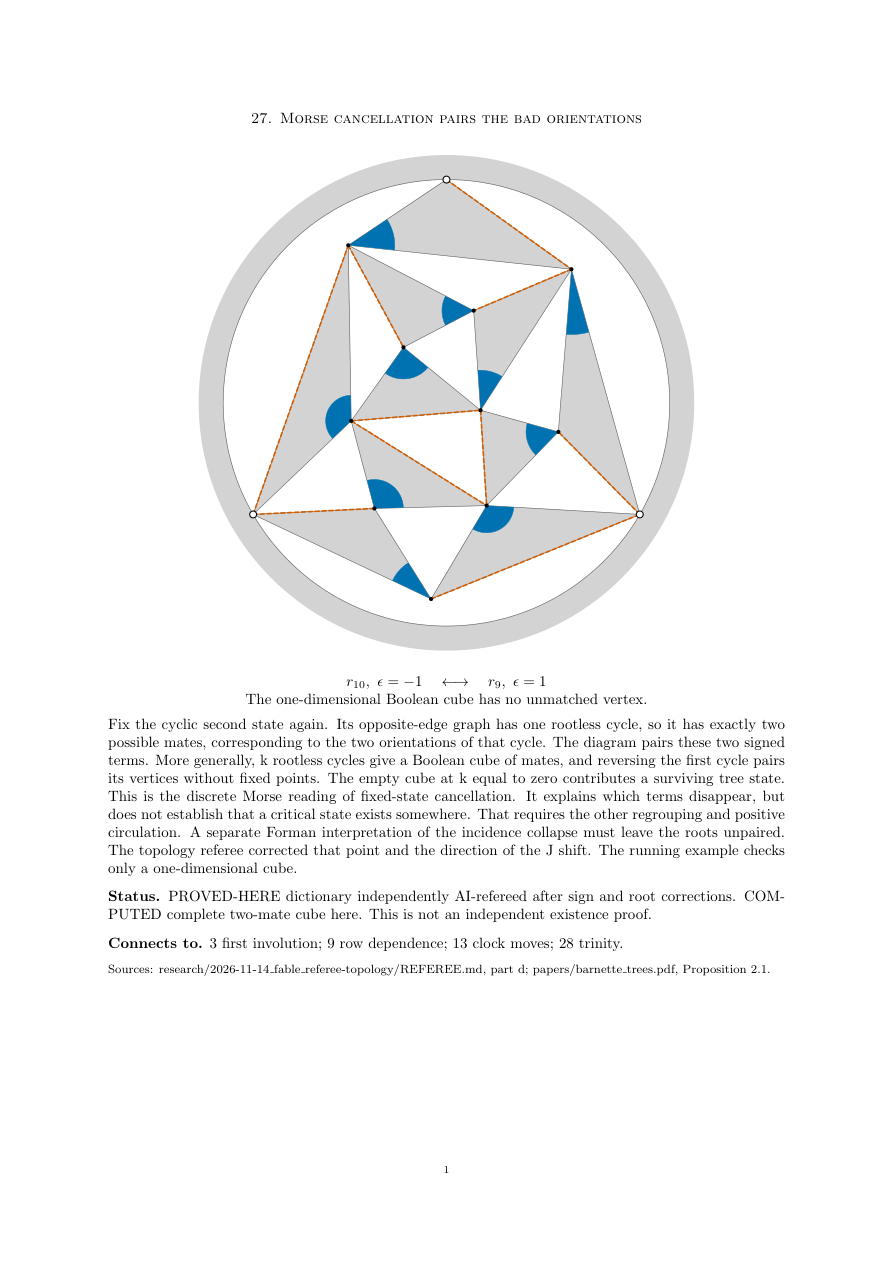 27. Morse cancellation pairs the bad orientations
r₁₀, ϵ = −1 ⟷ r₉, ϵ = 1
The one-dimensional Boolean cube has no unmatched vertex.
Fix the cyclic second state again. Its opposite-edge graph has one rootless cycle, so it has exactly two
possible mates, corresponding to the two orientations of that cycle. The diagram pairs these two signed
terms. More generally, k rootless cycles give a Boolean cube of mates, and reversing the first cycle pairs
its vertices without fixed points. The empty cube at k equal to zero contributes a surviving tree state.
This is the discrete Morse reading of fixed-state cancellation. It explains which terms disappear, but
does not establish that a critical state exists somewhere. That requires the other regrouping and positive
circulation. A separate Forman interpretation of the incidence collapse must leave the roots unpaired.
The topology referee corrected that point and the direction of the J shift. The running example checks
only a one-dimensional cube.
Status. PROVED-HERE dictionary independently AI-refereed after sign and root corrections. COM-
PUTED complete two-mate cube here. This is not an independent existence proof.
Connects to. 3 first involution; 9 row dependence; 13 clock moves; 28 trinity.
Sources: research/2026-11-14_fable_referee-topology/REFEREE.md, part d; papers/barnette_trees.pdf, Proposition 2.1.
1